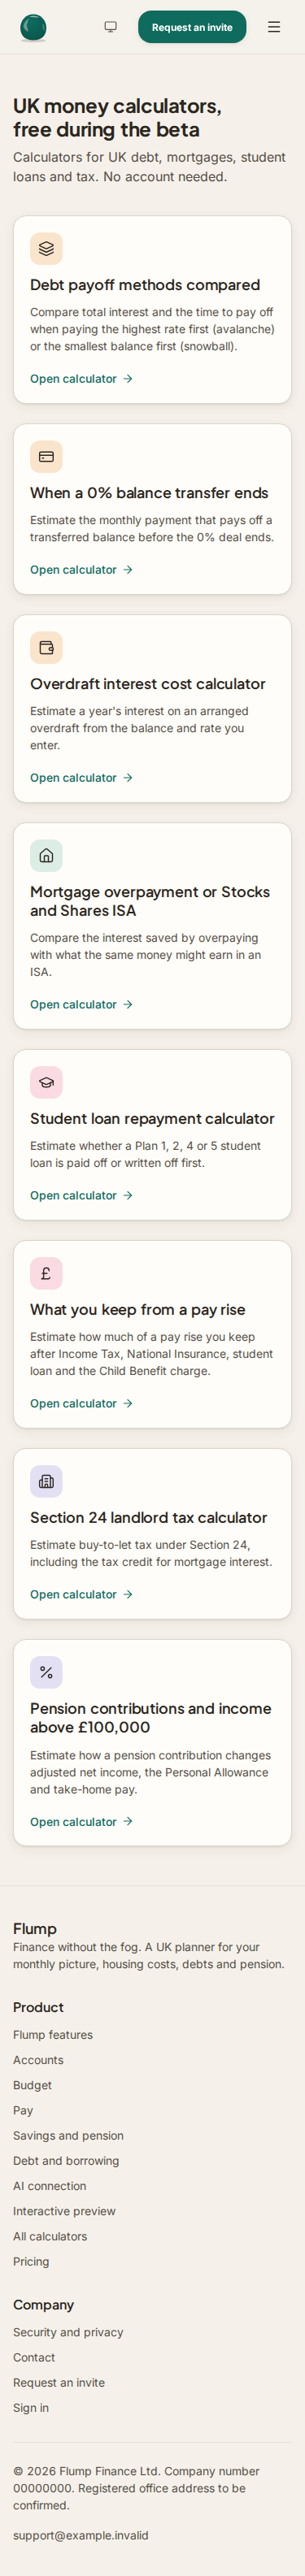 Request an invite
UK money calculators,
free during the beta
Calculators for UK debt, mortgages, student
loans and tax. No account needed.
Debt payoff methods compared
Compare total interest and the time to pay off
when paying the highest rate first (avalanche)
or the smallest balance first (snowball).
Open calculator
When a 0% balance transfer ends
Estimate the monthly payment that pays off a
transferred balance before the 0% deal ends.
Open calculator
Overdraft interest cost calculator
Estimate a year's interest on an arranged
overdraft from the balance and rate you
enter.
Open calculator
Mortgage overpayment or Stocks
and Shares ISA
Compare the interest saved by overpaying
with what the same money might earn in an
ISA.
Open calculator
Student loan repayment calculator
Estimate whether a Plan 1, 2, 4 or 5 student
loan is paid off or written off first.
Open calculator
£
What you keep from a pay rise
Estimate how much of a pay rise you keep
after Income Tax, National Insurance, student
loan and the Child Benefit charge.
Open calculator
Section 24 landlord tax calculator
Estimate buy-to-let tax under Section 24,
including the tax credit for mortgage interest.
Open calculator
%
Pension contributions and income
above £100,000
Estimate how a pension contribution changes
adjusted net income, the Personal Allowance
and take-home pay.
Open calculator
Flump
Finance without the fog. A UK planner for your
monthly picture, housing costs, debts and pension.
Product
Flump features
Accounts
Budget
Pay
Savings and pension
Debt and borrowing
AI connection
Interactive preview
All calculators
Pricing
Company
Security and privacy
Contact
Request an invite
Sign in
© 2026 Flump Finance Ltd. Company number
00000000. Registered office address to be
confirmed.
support@example.invalid